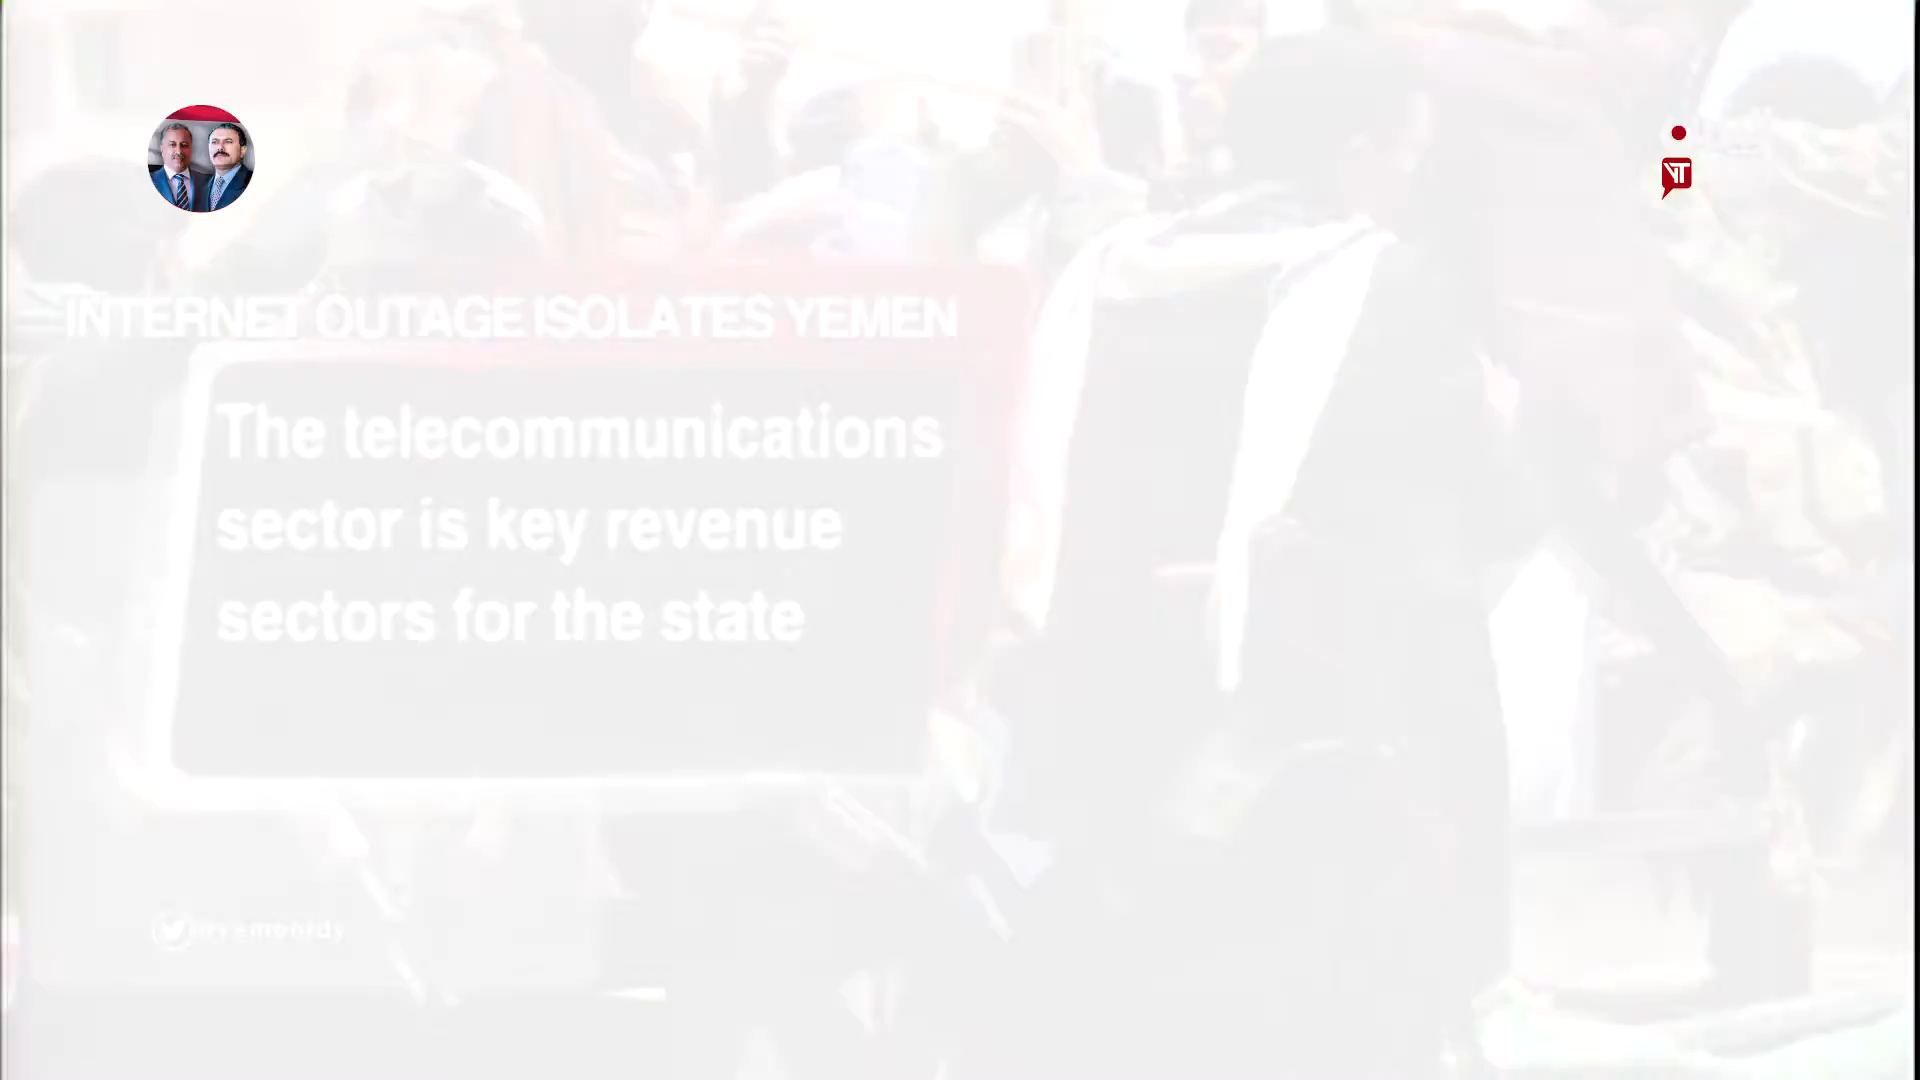 INTERNET OUTAGE ISOLATES YEMEN
The telecommunications
sector is key revenue
sectors for the state